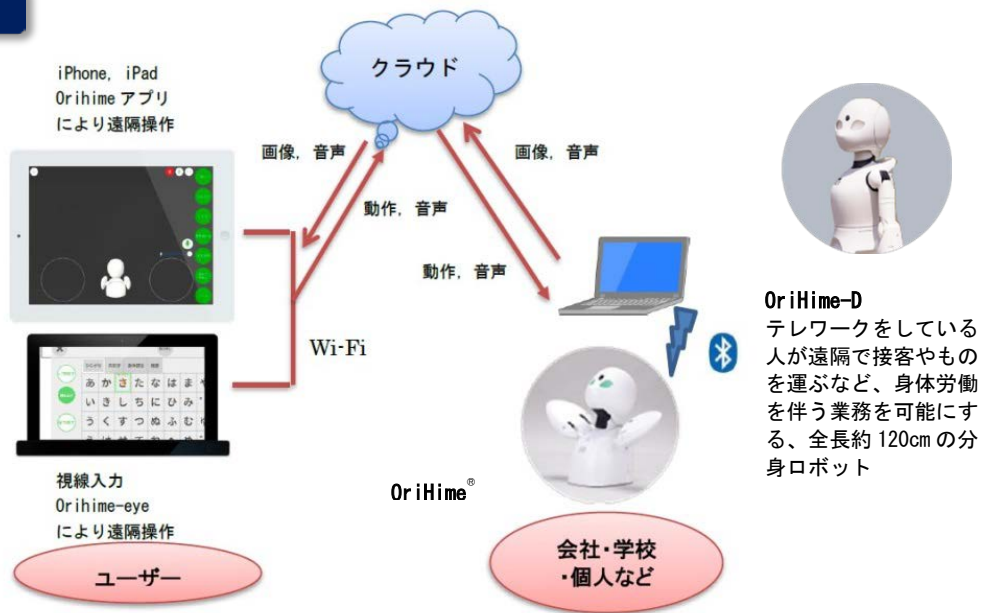 クラウド
iPhone, iPad
Orihime アプリ
により遠隔操作
画像, 音声
動作, 音声
画像, 音声
動作, 音声
Wi-Fi
あ か さ た な は ま
い き し ち に ひ み
う く す つ ぬ ふ む
視線入力
Orihime-eye
により遠隔操作
ユーザー
OriHime®
会社・学校
・個人など
OriHime-D
テレワークをしている
人が遠隔で接客やもの
を運ぶなど、身体労働
を伴う業務を可能にす
る、全長約 120cm の分
身ロボット